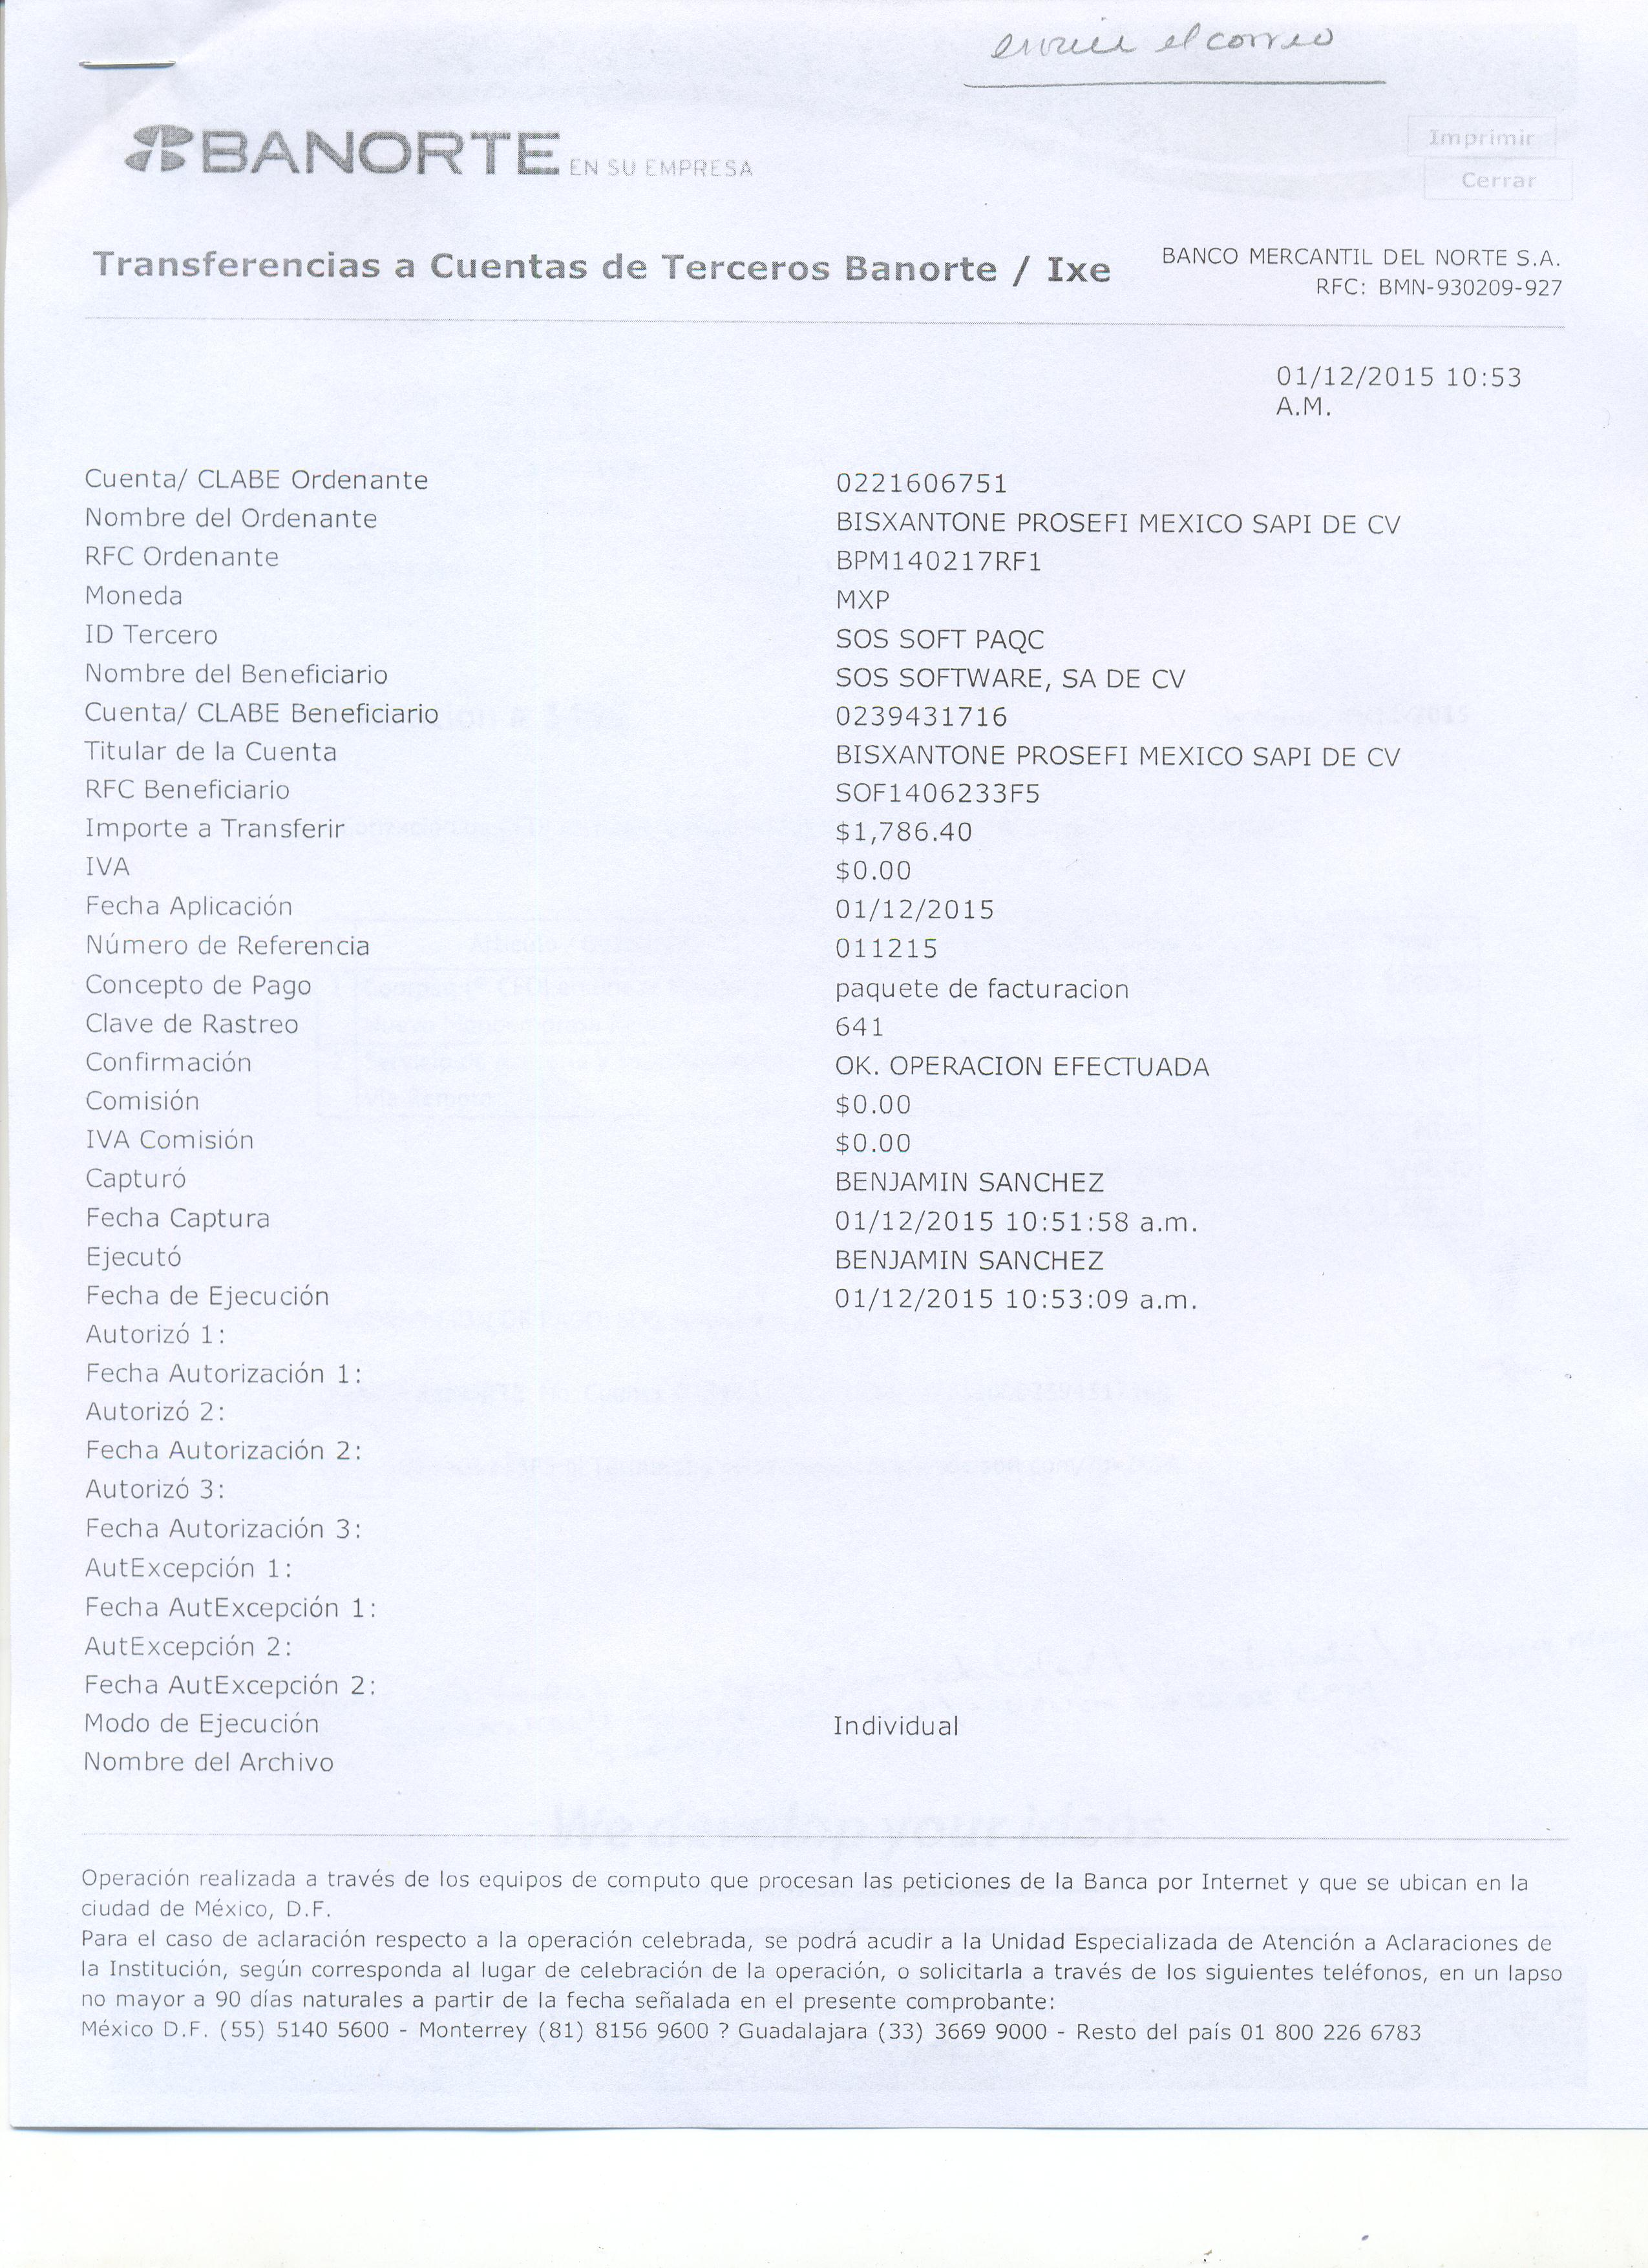 el correo
BANORTE EN SU EMPRESA
Imprimir
Cerrar
Transferencias a Cuentas de Terceros Banorte / Ixe
BANCO MERCANTIL DEL NORTE S.A.
RFC: BMN-930209-927
01/12/2015 10:53
A.M.
Cuenta/ CLABE Ordenante 0221606751
Nombre del Ordenante BISXANTONE PROSEFI MEXICO SAPI DE CV
RFC Ordenante BPM140217RF1
Moneda MXP
ID Tercero SOS SOFT PAQC
Nombre del Beneficiario SOS SOFTWARE, SA DE CV
Cuenta/ CLABE Beneficiario 0239431716
Titular de la Cuenta BISXANTONE PROSEFI MEXICO SAPI DE CV
RFC Beneficiario SOF1406233F5
Importe a Transferir $1,786.40
IVA $0.00
Fecha Aplicación 01/12/2015
Número de Referencia 011215
Concepto de Pago paquete de facturacion
Clave de Rastreo 641
Confirmación OK. OPERACION EFECTUADA
Comisión $0.00
IVA Comisión $0.00
Capturó BENJAMIN SANCHEZ
Fecha Captura 01/12/2015 10:51:58 a.m.
Ejecutó BENJAMIN SANCHEZ
Fecha de Ejecución 01/12/2015 10:53:09 a.m.
Autorizó 1:
Fecha Autorización 1:
Autorizó 2:
Fecha Autorización 2:
Autorizó 3:
Fecha Autorización 3:
AutExcepción 1:
Fecha AutExcepción 1:
AutExcepción 2:
Fecha AutExcepción 2:
Modo de Ejecución Individual
Nombre del Archivo
Operación realizada a través de los equipos de computo que procesan las peticiones de la Banca por Internet y que se ubican en la
ciudad de México, D.F.
Para el caso de aclaración respecto a la operación celebrada, se podrá acudir a la Unidad Especializada de Atención a Aclaraciones de
la Institución, según corresponda al lugar de celebración de la operación, o solicitarla a través de los siguientes teléfonos, en un lapso
no mayor a 90 días naturales a partir de la fecha señalada en el presente comprobante:
México D.F. (55) 5140 5600 - Monterrey (81) 8156 9600 ? Guadalajara (33) 3669 9000 - Resto del país 01 800 226 6783